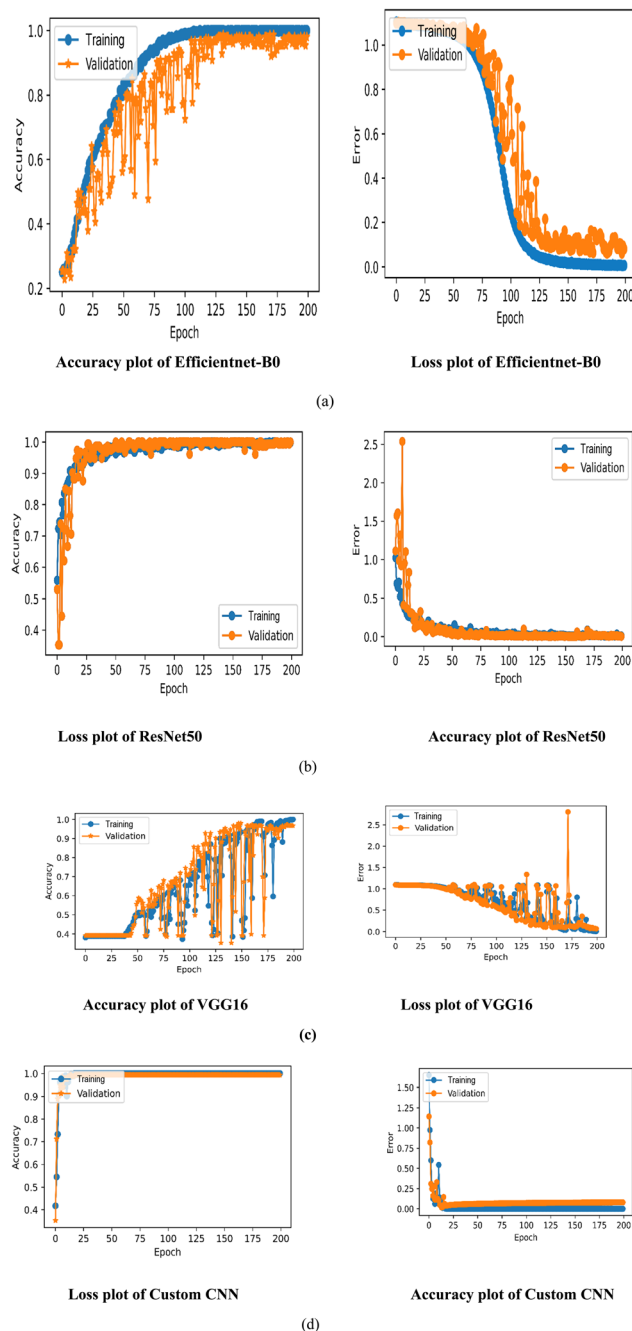 1.0
0.8
0.6
0.4
0.2
Accuracy
Training
Validation
0 25 50 75 100 125 150 175 200
Epoch
1.0
0.8
0.6
0.4
0.2
0.0
Error
Training
Validation
0 25 50 75 100 125 150 175 200
Epoch
Accuracy plot of Efficientnet-B0
Loss plot of Efficientnet-B0
(a)
1.0
0.9
0.8
0.7
0.6
0.5
0.4
Accuracy
Training
Validation
0 25 50 75 100 125 150 175 200
Epoch
2.5
2.0
1.5
1.0
0.5
0.0
Error
Training
Validation
0 25 50 75 100 125 150 175 200
Epoch
Loss plot of ResNet50
Accuracy plot of ResNet50
(b)
1.0
0.9
0.8
0.7
0.6
0.5
0.4
Accuracy
Training
Validation
0 25 50 75 100 125 150 175 200
Epoch
2.5
2.0
1.5
1.0
0.5
0.0
Error
Training
Validation
0 25 50 75 100 125 150 175 200
Epoch
Accuracy plot of VGG16
Loss plot of VGG16
(c)
1.0
0.9
0.8
0.7
0.6
0.5
0.4
Accuracy
Training
Validation
0 25 50 75 100 125 150 175 200
Epoch
1.50
1.25
1.00
0.75
0.50
0.25
0.00
Error
Training
Validation
0 25 50 75 100 125 150 175 200
Epoch
Loss plot of Custom CNN
Accuracy plot of Custom CNN
(d)